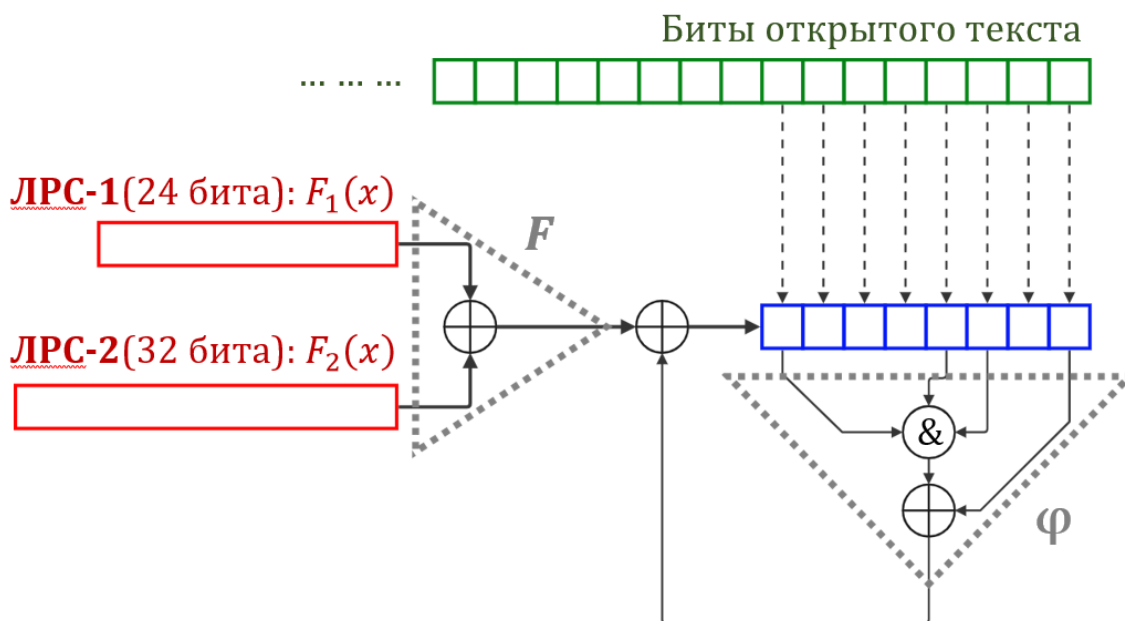 Биты открытого текста
... ... ...
ЛРС-1(24 бита): F₁(x)
F
ЛРС-2(32 бита): F₂(x)
&
φ